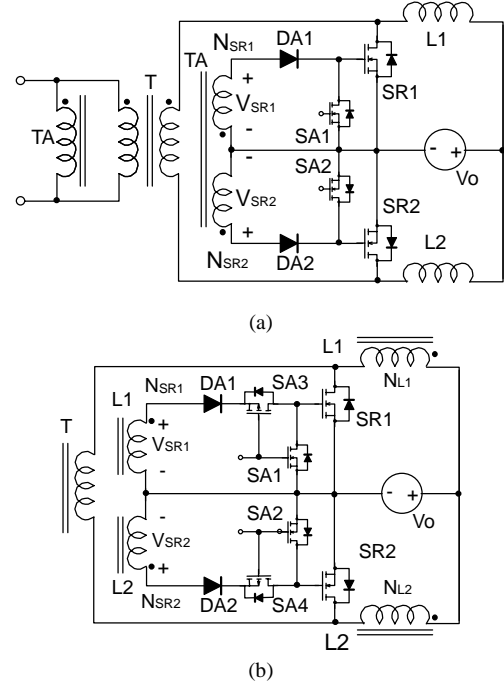 TA
T
TA
NSR1
DA1
+
VSR1
-
SA1
SR1
L1
-
SA2
- +
Vo
VSR2
+
NSR2
DA2
SR2
L2
(a)
L1
NL1
NSR1
DA1
SA3
L1
+
VSR1
-
SA1
SR1
T
- +
Vo
-
SA2
VSR2
+
L2
NSR2
DA2
SA4
SR2
NL2
L2
(b)